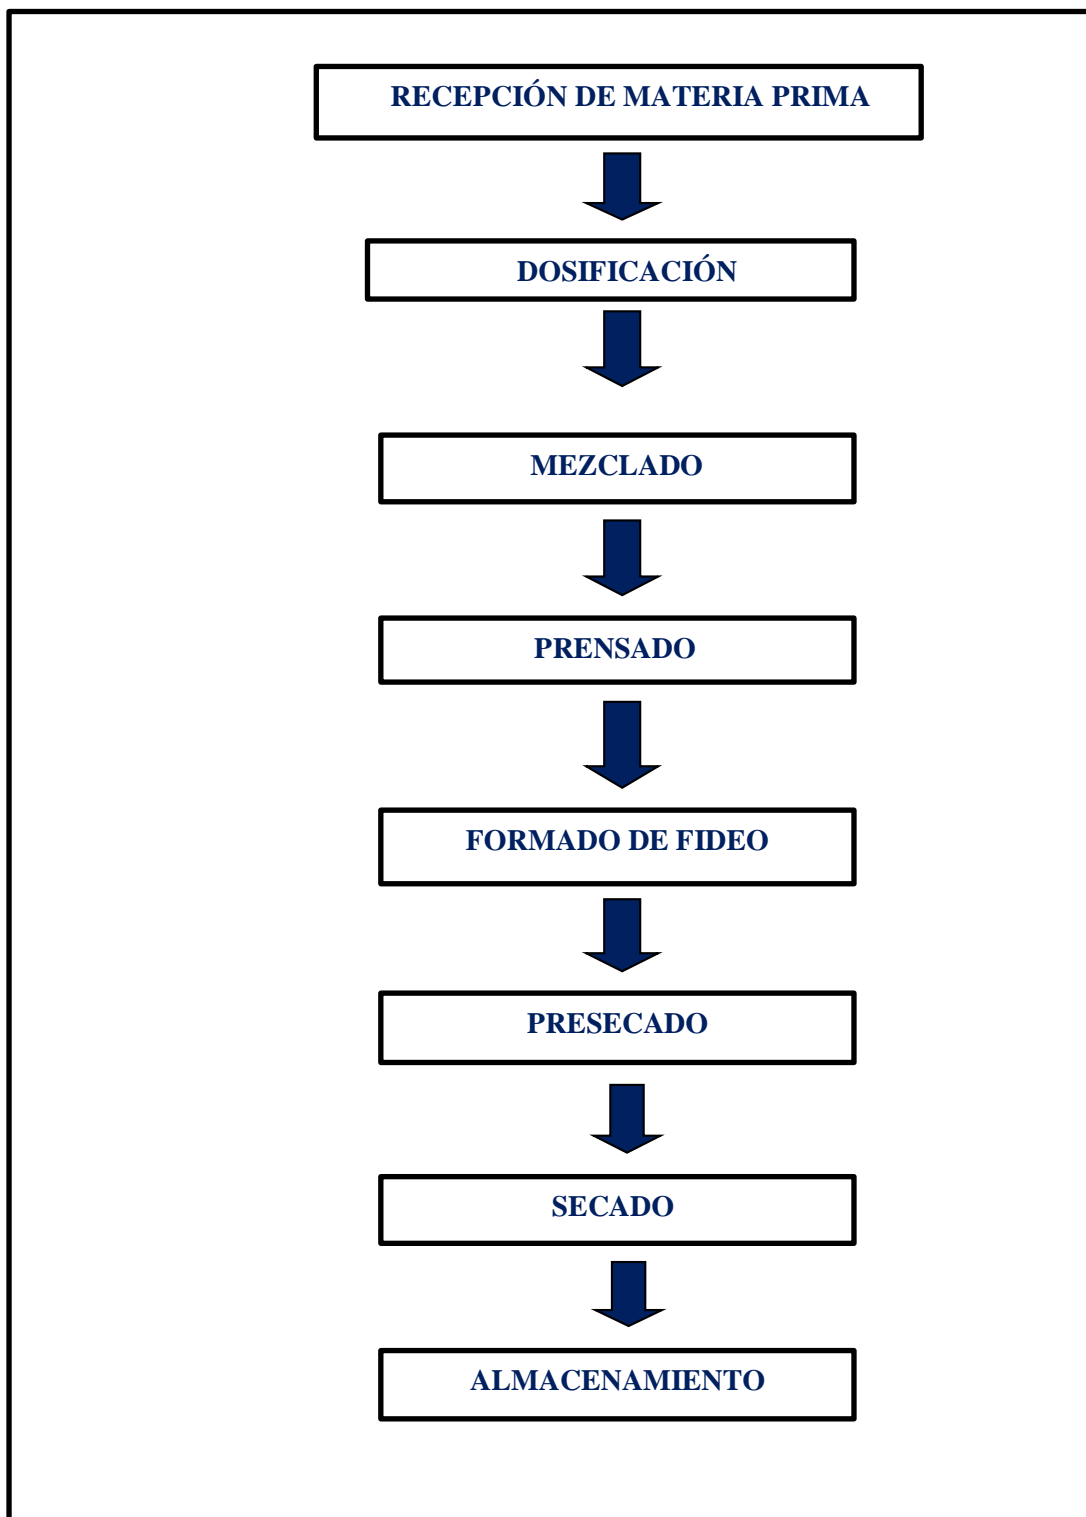 RECEPCIÓN DE MATERIA PRIMA
DOSIFICACIÓN
MEZCLADO
PRENSADO
FORMADO DE FIDEO
PRESECADO
SECADO
ALMACENAMIENTO